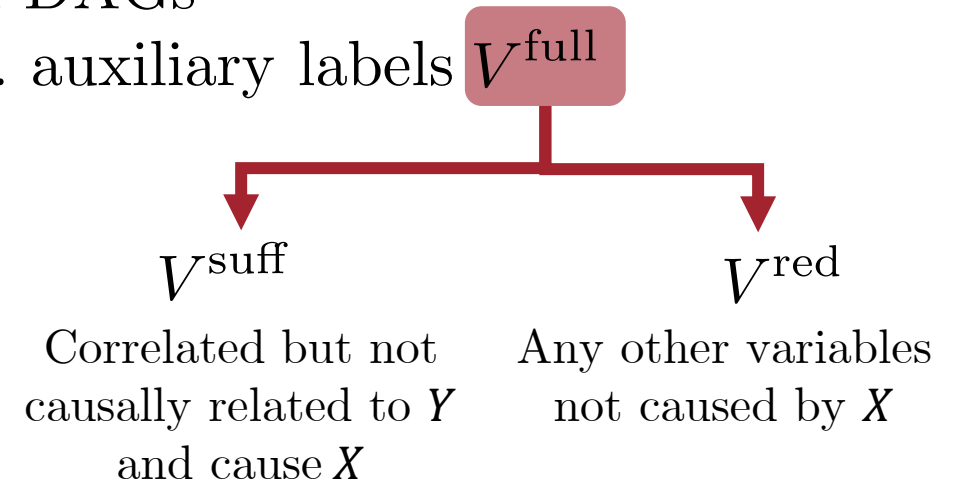 DAGs
. auxiliary labels V^full
V^suff
V^red
Correlated but not
causally related to Y
and cause X
Any other variables
not caused by X